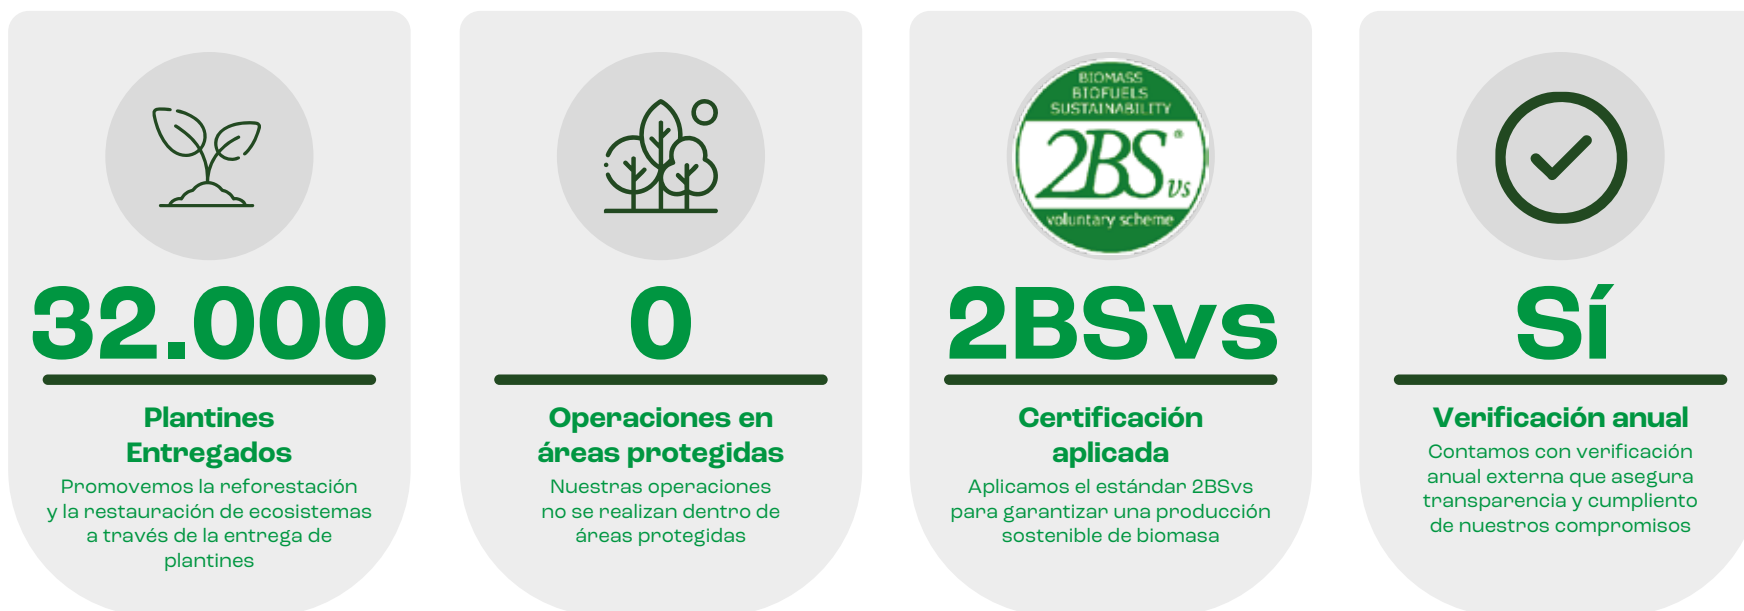 BIOMASS
BIOFUELS
SUSTAINABILITY
2BS®
vs
voluntary scheme
32.000
Plantines
Entregados
Promovemos la reforestación
y la restauración de ecosistemas
a través de la entrega de
plantines
0
Operaciones en
áreas protegidas
Nuestras operaciones
no se realizan dentro de
áreas protegidas
2BSvs
Certificación
aplicada
Aplicamos el estándar 2BSvs
para garantizar una producción
sostenible de biomasa
Sí
Verificación anual
Contamos con verificación
anual externa que asegura
transparencia y cumpliento
de nuestros compromisos